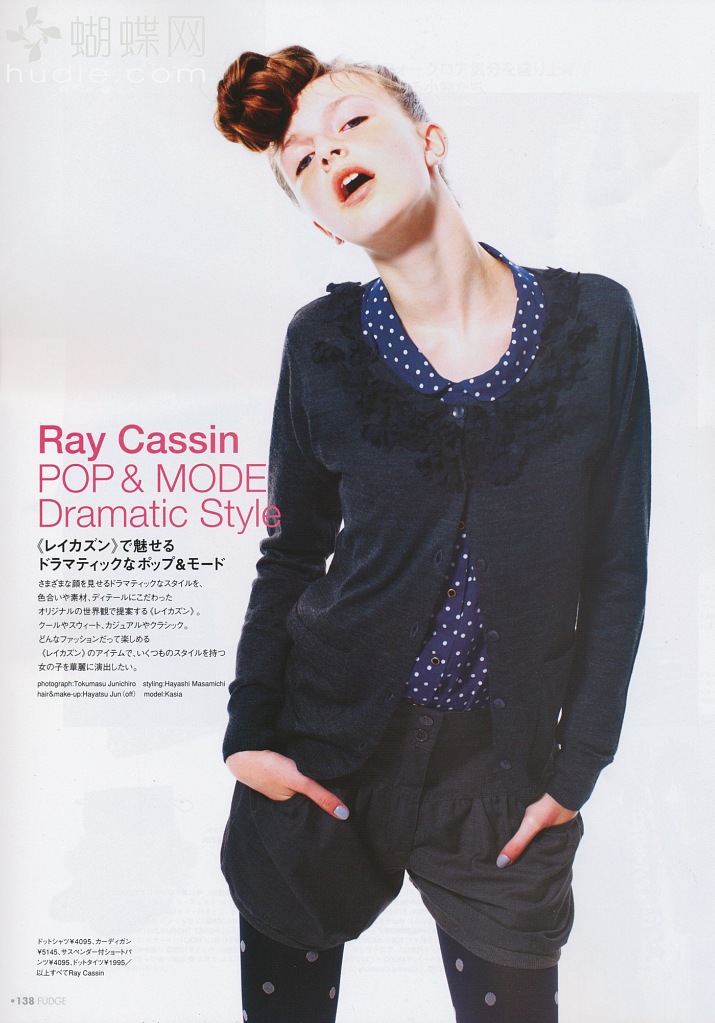 蝴蝶网
hudie.com
Ray Cassin
POP & MODE
Dramatic Style
《レイカズン》で魅せる
ドラマティックなポップ&モード
さまざまな顔を見せるドラマティックなスタイルを、
色合いや素材、ディテールにこだわった
オリジナルの世界観で提案する《レイカズン》。
クールやスウィート、カジュアルやクラシック。
どんなファッションだって楽しめる
《レイカズン》のアイテムで、いくつものスタイルを持つ
女の子を華麗に演出したい。
photograph:Tokumasu Junichiro styling:Hayashi Masamichi
hair&make-up:Hayatsu Jun(off) model:Kasia
ドットシャツ¥4095、カーディガン
¥5145、サスペンダー付ショートパ
ンツ¥4095、ドットタイツ¥1995／
以上すべてRay Cassin
•138 FUDGE